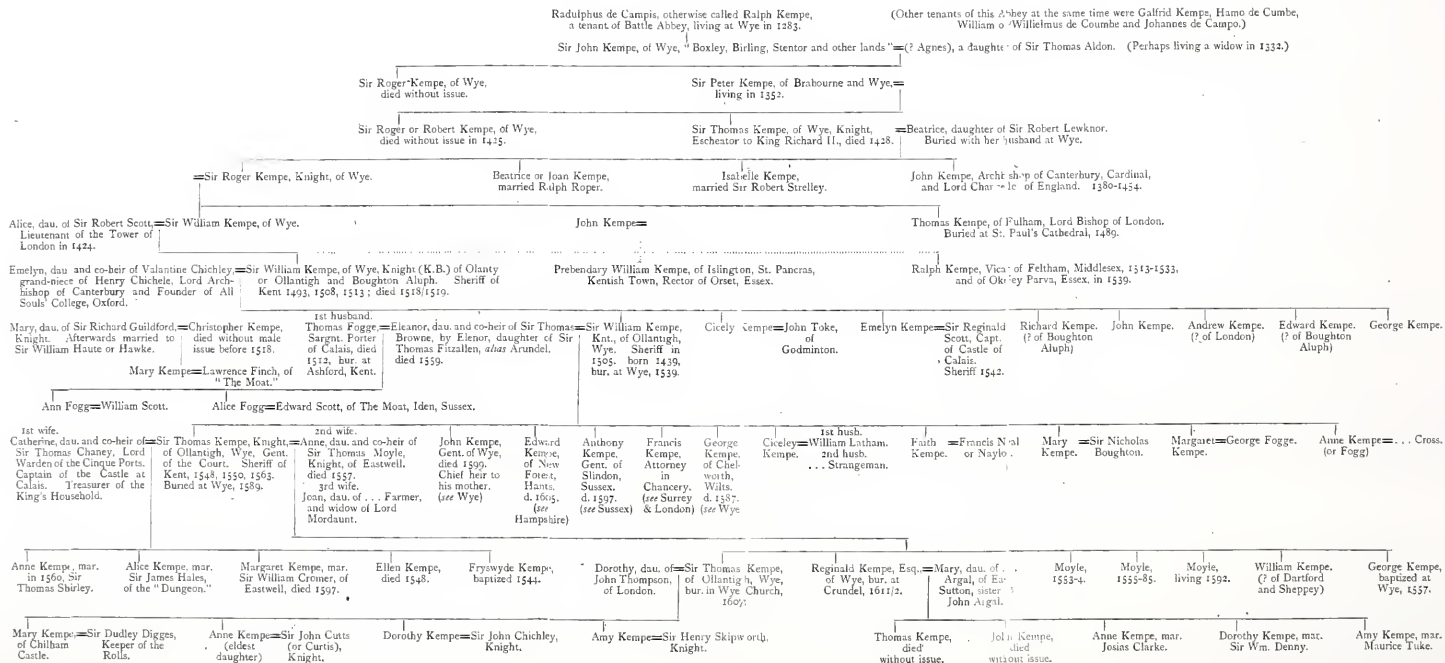 Radulphus de Campis, otherwise called Ralph Kempe,
a tenant of Battle Abbey, living at Wye in 1283.
(Other tenants of this Abbey at the same time were Galfrid Kempe, Hamo de Cumbe,
William o Willielmus de Coumbe and Johannes de Campo.)
Sir John Kempe, of Wye, "Boxley, Birling, Stentor and other lands"=(? Agnes), a daughter of Sir Thomas Aldon. (Perhaps living a widow in 1332.)
Sir Roger Kempe, of Wye,
died without issue.
Sir Peter Kempe, of Brabourne and Wye,=
living in 1352.
Sir Roger or Robert Kempe, of Wye,
died without issue in 1425.
Sir Thomas Kempe, of Wye, Knight,
Escheator to King Richard II., died 1428.
=Beatrice, daughter of Sir Robert Lewknor.
Buried with her husband at Wye.
=Sir Roger Kempe, Knight, of Wye.
Beatrice or Joan Kempe,
married Ralph Roper.
Isabelle Kempe,
married Sir Robert Strelley.
John Kempe, Archbishop of Canterbury, Cardinal,
and Lord of England. 1380-1454.
Alice, dau. of Sir Robert Scott,=Sir William Kempe, of Wye.
Lieutenant of the Tower of
London in 1424.
John Kempe=
Thomas Kempe, of Fulham, Lord Bishop of London.
Buried at St. Paul's Cathedral, 1489.
Emelyn, dau and co-heir of Valantine Chichley,=
grand-niece of Henry Chichele, Lord Arch-
bishop of Canterbury and Founder of All
Souls' College, Oxford.
Sir William Kempe, of Wye, Knight (K.B.) of Olanty
or Ollantigh and Boughton Aluph. Sheriff of
Kent 1493, 1508, 1513; died 1518/1519.
Prebendary William Kempe, of Islington, St. Pancras,
Kentish Town, Rector of Orset, Essex.
Ralph Kempe, Vicar of Feltham, Middlesex, 1513-1533,
and of Parva, Essex, in 1539.
Mary, dau. of Sir Richard Guildford,=
Knight. Afterwards married to
Sir William Haute or Hawke.
Christopher Kempe,
died without male
issue before 1518.
1st husband.
Thomas Fogge,=
Sargnt. Porter
of Calais, died
1512, bur. at
Ashford, Kent.
Eleanor, dau. and co-heir of Sir Thomas=
Browne, by Elenor, daughter of Sir
Thomas Fitzallen, alias Arundel.
died 1559.
Sir William Kempe,
Knt., of Ollantigh,
Wye. Sheriff in
1505. born 1439,
bur. at Wye, 1539.
Cicely Kempe=John Toke,
of
Godminton.
Emelyn Kempe=Sir Reginald
Scott, Capt.
of Castle of
Calais.
Sheriff 1542.
Richard Kempe.
(? of Boughton
Aluph)
John Kempe.
Andrew Kempe.
(? of London)
Edward Kempe.
(? of Boughton
Aluph)
George Kempe.
Mary Kempe=Lawrence Finch, of
"The Moat."
Ann Fogg=William Scott.
Alice Fogg=Edward Scott, of The Moat, Iden, Sussex.
1st wife.
Catherine, dau. and co-heir of=
Sir Thomas Chaney, Lord
Warden of the Cinque Ports.
Captain of the Castle at
Calais. Treasurer of the
King's Household.
Sir Thomas Kempe, Knight,=
of Ollantigh, Wye, Gent.
of the Court. Sheriff of
Kent, 1548, 1550, 1563.
Buried at Wye, 1589.
2nd wife.
Anne, dau. and co-heir of
Sir Thomas Moyle,
Knight, of Eastwell.
died 1557.
3rd wife.
Joan, dau. of ... Farmer,
and widow of Lord
Mordaunt.
John Kempe,
Gent. of Wye,
died 1599.
Chief heir to
his mother.
(see Wye)
Edward
Kempe,
of New
Forest,
Hants.
d. 1605.
(see
Hampshire)
Anthony
Kempe,
Gent. of
Slindon,
Sussex.
d. 1597.
(see Sussex)
Francis
Kempe,
Attorney
in
Chancery.
(see Surrey
& London)
George
Kempe,
of Chel-
worth,
Wilts.
d. 1587.
(see Wye
1st husb.
Ciceley=William Latham.
Kempe. 2nd husb.
... Strangeman.
Faith =Francis
Kempe. or Naylo
Mary =Sir Nicholas
Kempe. Boughton.
Margaret=George Fogge.
Kempe.
Anne Kempe=... Cross.
(or Fogg)
Anne Kempe, mar.
in 1560, Sir
Thomas Shirley.
Alice Kempe, mar.
Sir James Hales,
of the "Dungeon."
Margaret Kempe, mar.
Sir William Cromer, of
Eastwell, died 1597.
Ellen Kempe,
died 1548.
Fryswyde Kempe,
baptized 1544.
Dorothy, dau. of=
John Thompson,
of London.
Sir Thomas Kempe,
of Ollantigh, Wye,
bur. in Wye Church,
1607.
Reginald Kempe, Esq.,=
of Wye, bur. at
Crundel, 1611/2.
Mary, dau. of
Argal, of
Sutton, sister
John Argal.
Moyle,
1553-4.
Moyle,
1555-85.
Moyle,
living 1592.
William Kempe.
(? of Dartford
and Sheppey)
George Kempe,
baptized at
Wye, 1557.
Mary Kempe,=Sir Dudley Digges,
of Chilham Keeper of the
Castle. Rolls.
Anne Kempe=Sir John Cutts
(eldest (or Curtis),
daughter) Knight,
Dorothy Kempe=Sir John Chichley,
Knight.
Amy Kempe=Sir Henry Skipworth,
Knight.
Thomas Kempe,
died
without issue.
John Kempe,
died
without issue.
Anne Kempe, mar.
Josias Clarke.
Dorothy Kempe, mar.
Sir Wm. Denny.
Amy Kempe, mar.
Maurice Tuke.